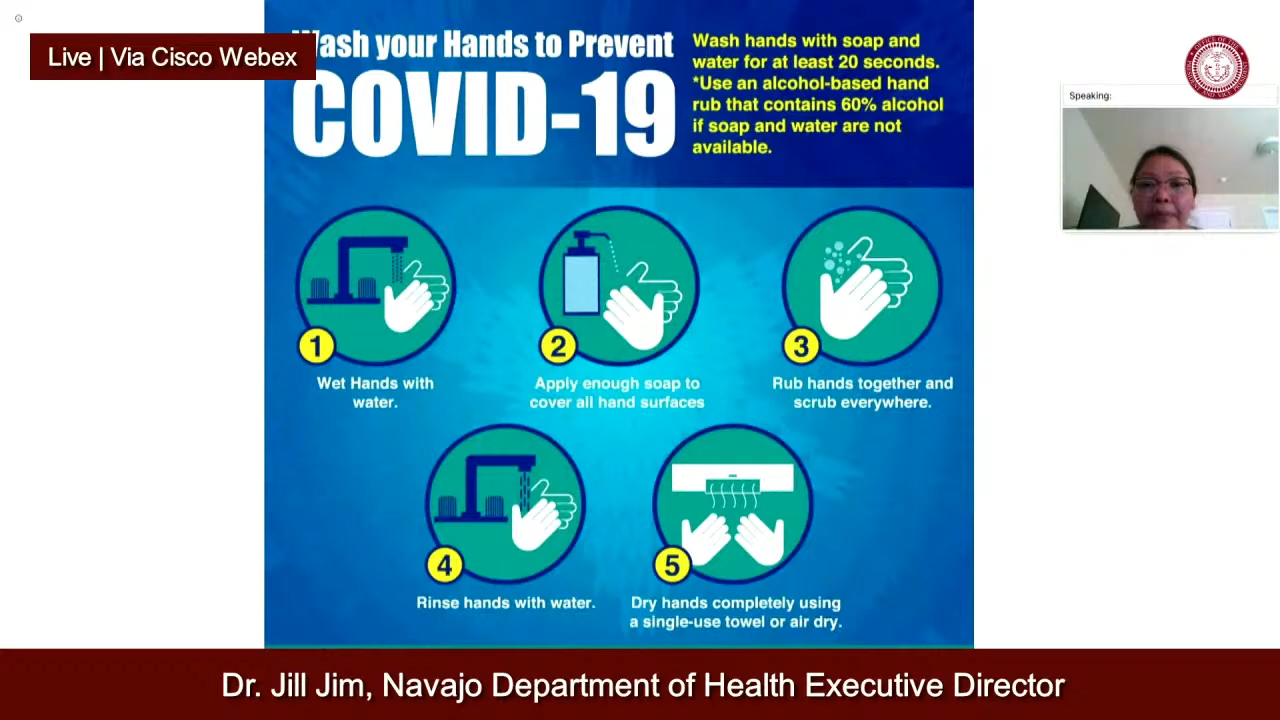 Live | Via Cisco Webex
ash your Hands to Prevent
COVID-19
Wash hands with soap and
water for at least 20 seconds.
*Use an alcohol-based hand
rub that contains 60% alcohol
if soap and water are not
available.
Speaking:
1
Wet Hands with
water.
2
Apply enough soap to
cover all hand surfaces
3
Rub hands together and
scrub everywhere.
4
Rinse hands with water.
5
Dry hands completely using
a single-use towel or air dry.
Dr. Jill Jim, Navajo Department of Health Executive Director